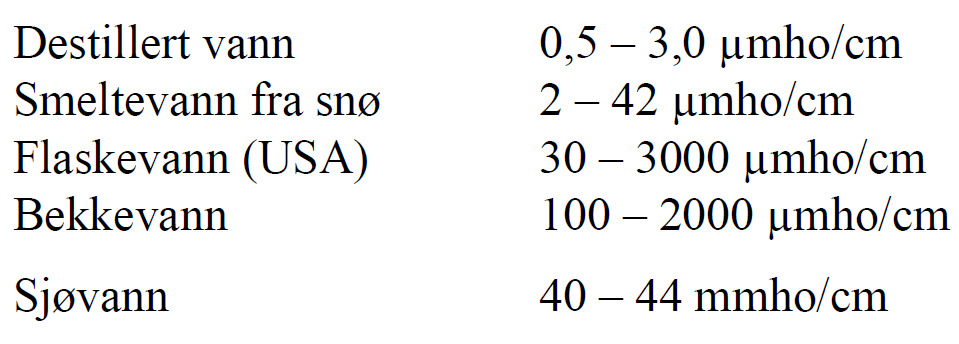 Destillert vann 0,5 – 3,0 µmho/cm
Smeltevann fra snø 2 – 42 µmho/cm
Flaskevann (USA) 30 – 3000 µmho/cm
Bekkevann 100 – 2000 µmho/cm
Sjøvann 40 – 44 mmho/cm